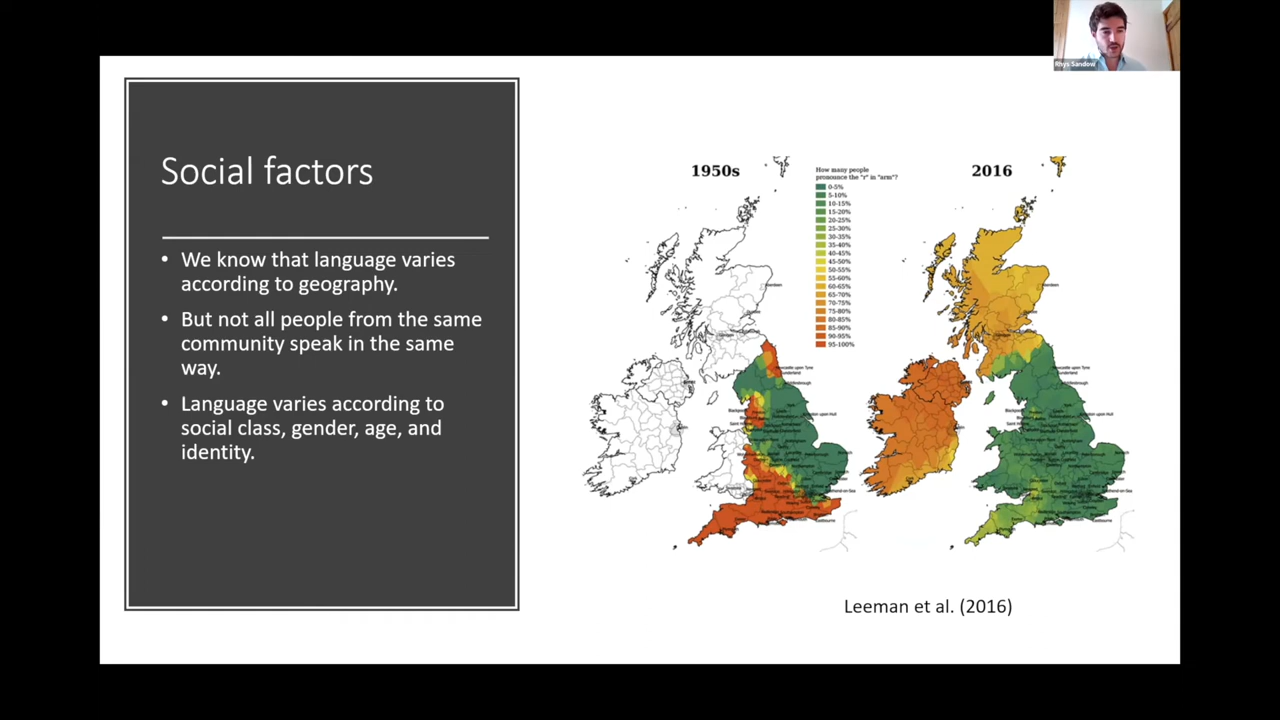 Rhys Sandow
Social factors
• We know that language varies
according to geography.
• But not all people from the same
community speak in the same
way.
• Language varies according to
social class, gender, age, and
identity.
1950s
How many people
pronounce the "r" in "arm"?
0-5%
5-10%
10-15%
15-20%
20-25%
25-30%
30-35%
35-40%
40-45%
45-50%
50-55%
55-60%
60-65%
65-70%
70-75%
75-80%
80-85%
85-90%
90-95%
95-100%
2016
Leeman et al. (2016)